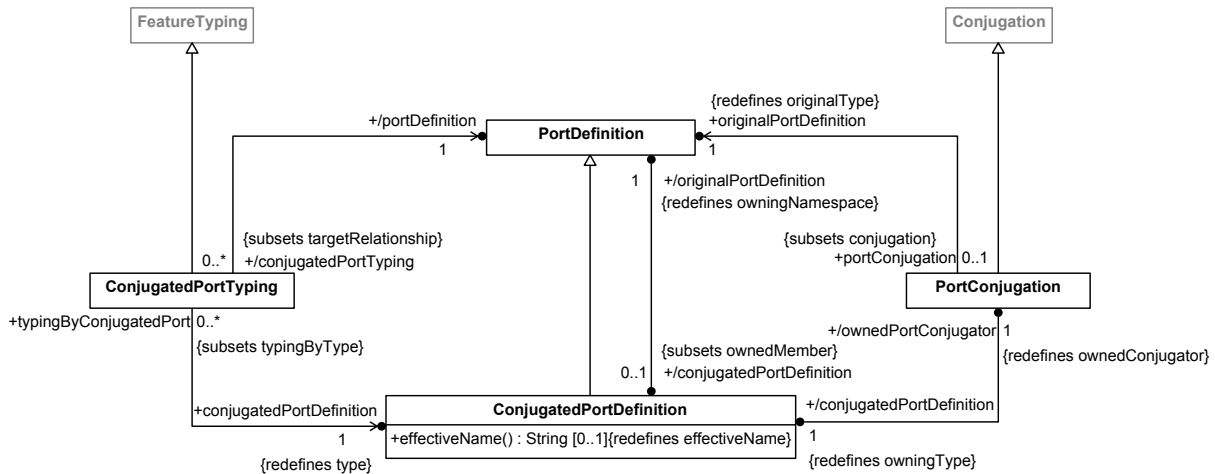 FeatureTyping
Conjugation
{redefines originalType}
+/portDefinition
+originalPortDefinition
PortDefinition
1
1
1
+/originalPortDefinition
{redefines owningNamespace}
{subsets targetRelationship}
{subsets conjugation}
0..*
+/conjugatedPortTyping
+portConjugation
0..1
ConjugatedPortTyping
PortConjugation
+typingByConjugatedPort
0..*
+/ownedPortConjugator
1
{subsets typingByType}
{subsets ownedMember}
{redefines ownedConjugator}
0..1
+/conjugatedPortDefinition
+conjugatedPortDefinition
+/conjugatedPortDefinition
ConjugatedPortDefinition
1
+effectiveName() : String [0..1]{redefines effectiveName}
1
{redefines type}
{redefines owningType}